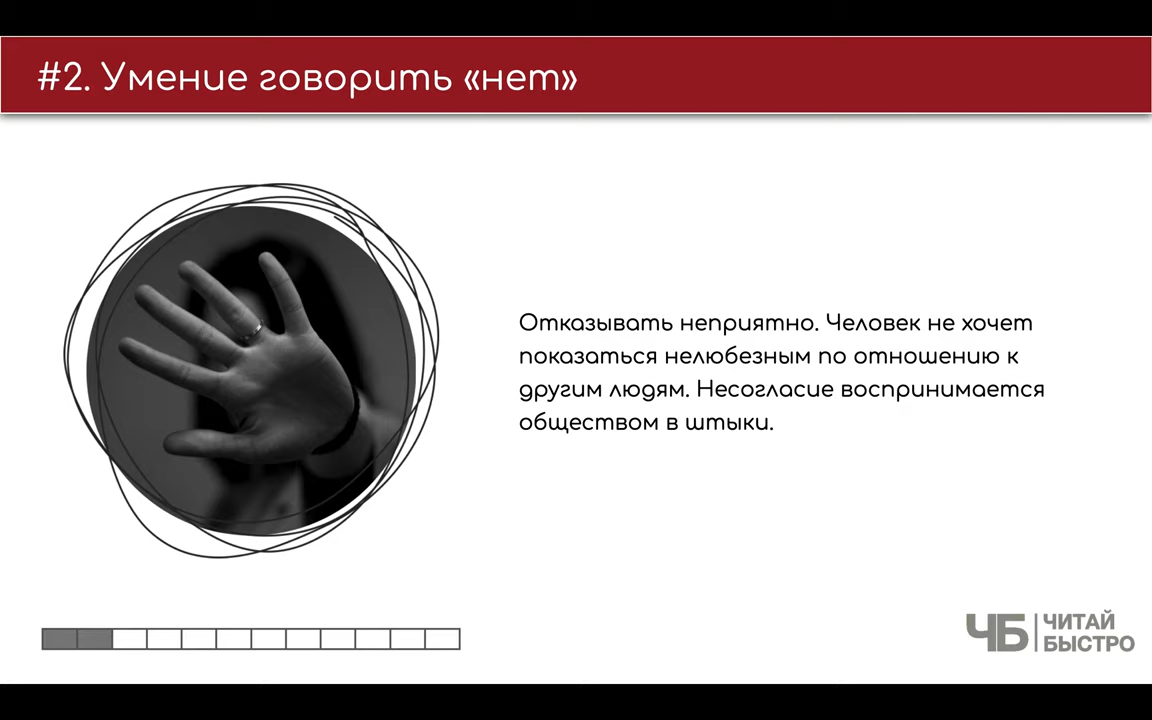 #2. Умение говорить «нет»
Отказывать неприятно. Человек не хочет
показаться нелюбезным по отношению к
другим людям. Несогласие воспринимается
обществом в штыки.
ЧБ
ЧИТАЙ
БЫСТРО